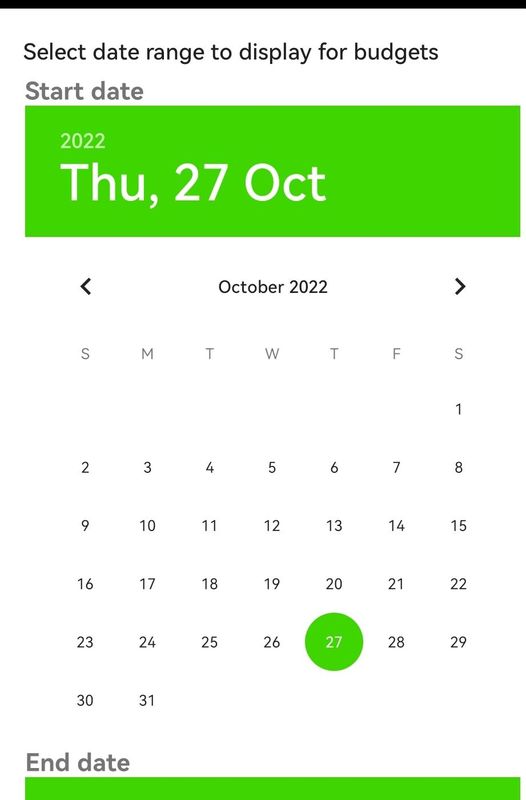 Select date range to display for budgets
Start date
2022
Thu, 27 Oct
October 2022
S M T W T F S
1
2 3 4 5 6 7 8
9 10 11 12 13 14 15
16 17 18 19 20 21 22
23 24 25 26 27 28 29
30 31
End date